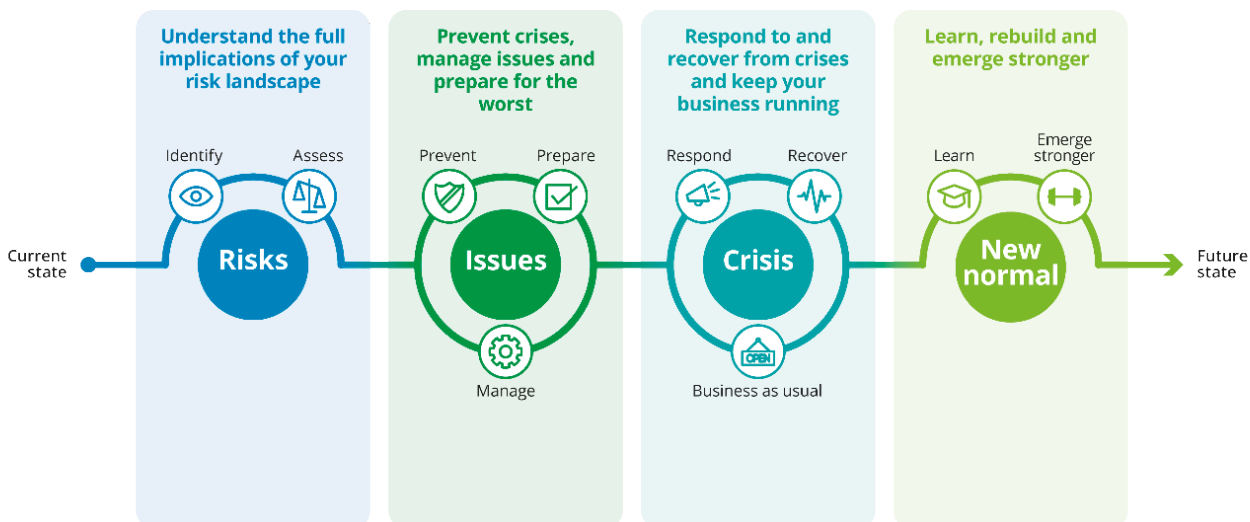 Understand the full
implications of your
risk landscape
Prevent crises,
manage issues and
prepare for the
worst
Respond to and
recover from crises
and keep your
business running
Learn, rebuild and
emerge stronger
Identify
Assess
Prevent
Prepare
Respond
Recover
Learn
Emerge
stronger
Current
state
Risks
Issues
Crisis
New
normal
Future
state
Manage
OPEN
Business as usual